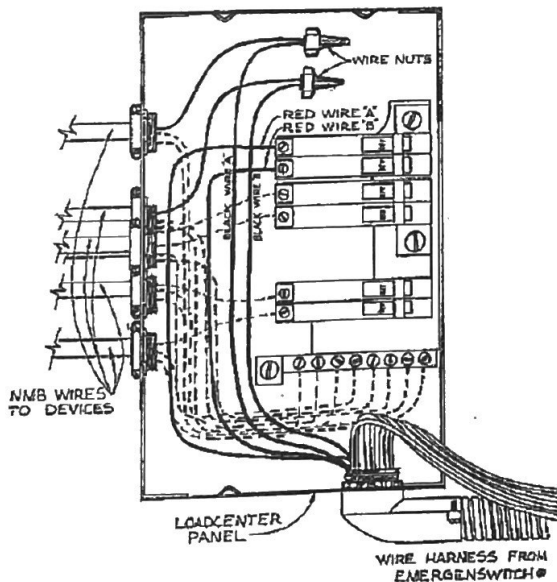 WIRE NUTS
RED WIRE "A"
RED WIRE "B"
BLACK WIRE "A"
BLACK WIRE "B"
NMB WIRES
TO DEVICES
LOADCENTER
PANEL
WIRE HARNESS FROM
EMERGENSWITCH®